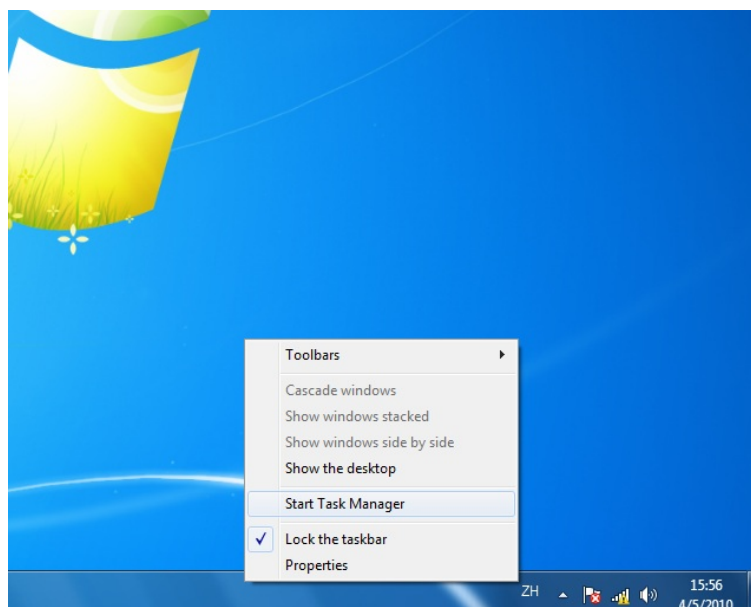 Toolbars
Cascade windows
Show windows stacked
Show windows side by side
Show the desktop
Start Task Manager
Lock the taskbar
Properties
ZH
15:56
4/5/2010